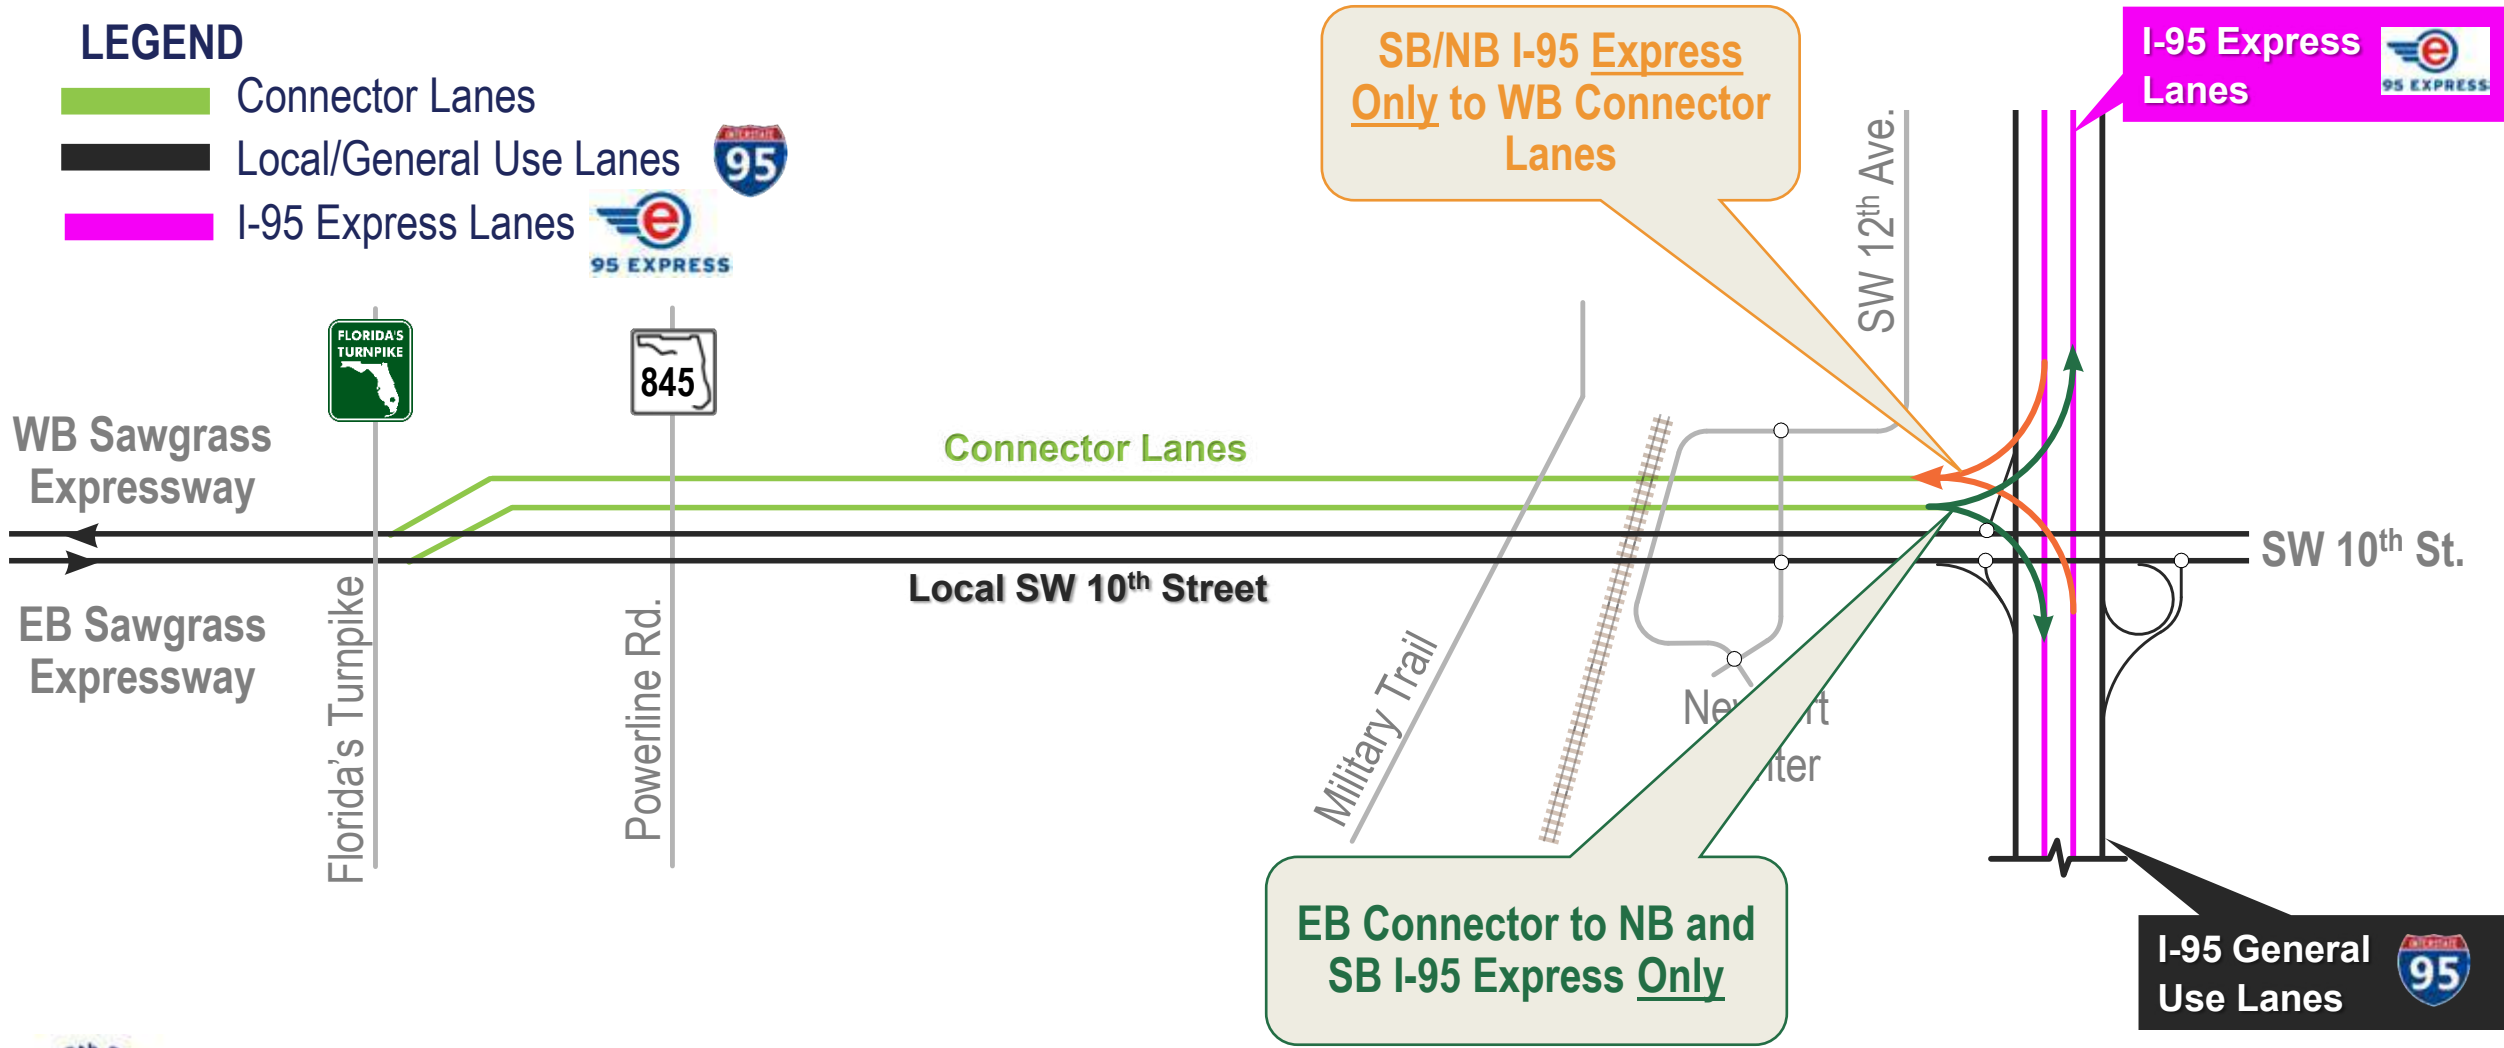 LEGEND
Connector Lanes
Local/General Use Lanes
INTERSTATE
95
I-95 Express Lanes
e
95 EXPRESS
SB/NB I-95 Express
Only to WB Connector
Lanes
I-95 Express
Lanes
e
95 EXPRESS
SW 12th Ave.
FLORIDA'S
TURNPIKE
845
WB Sawgrass
Expressway
Connector Lanes
SW 10th St.
Local SW 10th Street
EB Sawgrass
Expressway
Florida's Turnpike
Powerline Rd.
Military Trail
EB Connector to NB and
SB I-95 Express Only
I-95 General
Use Lanes
INTERSTATE
95